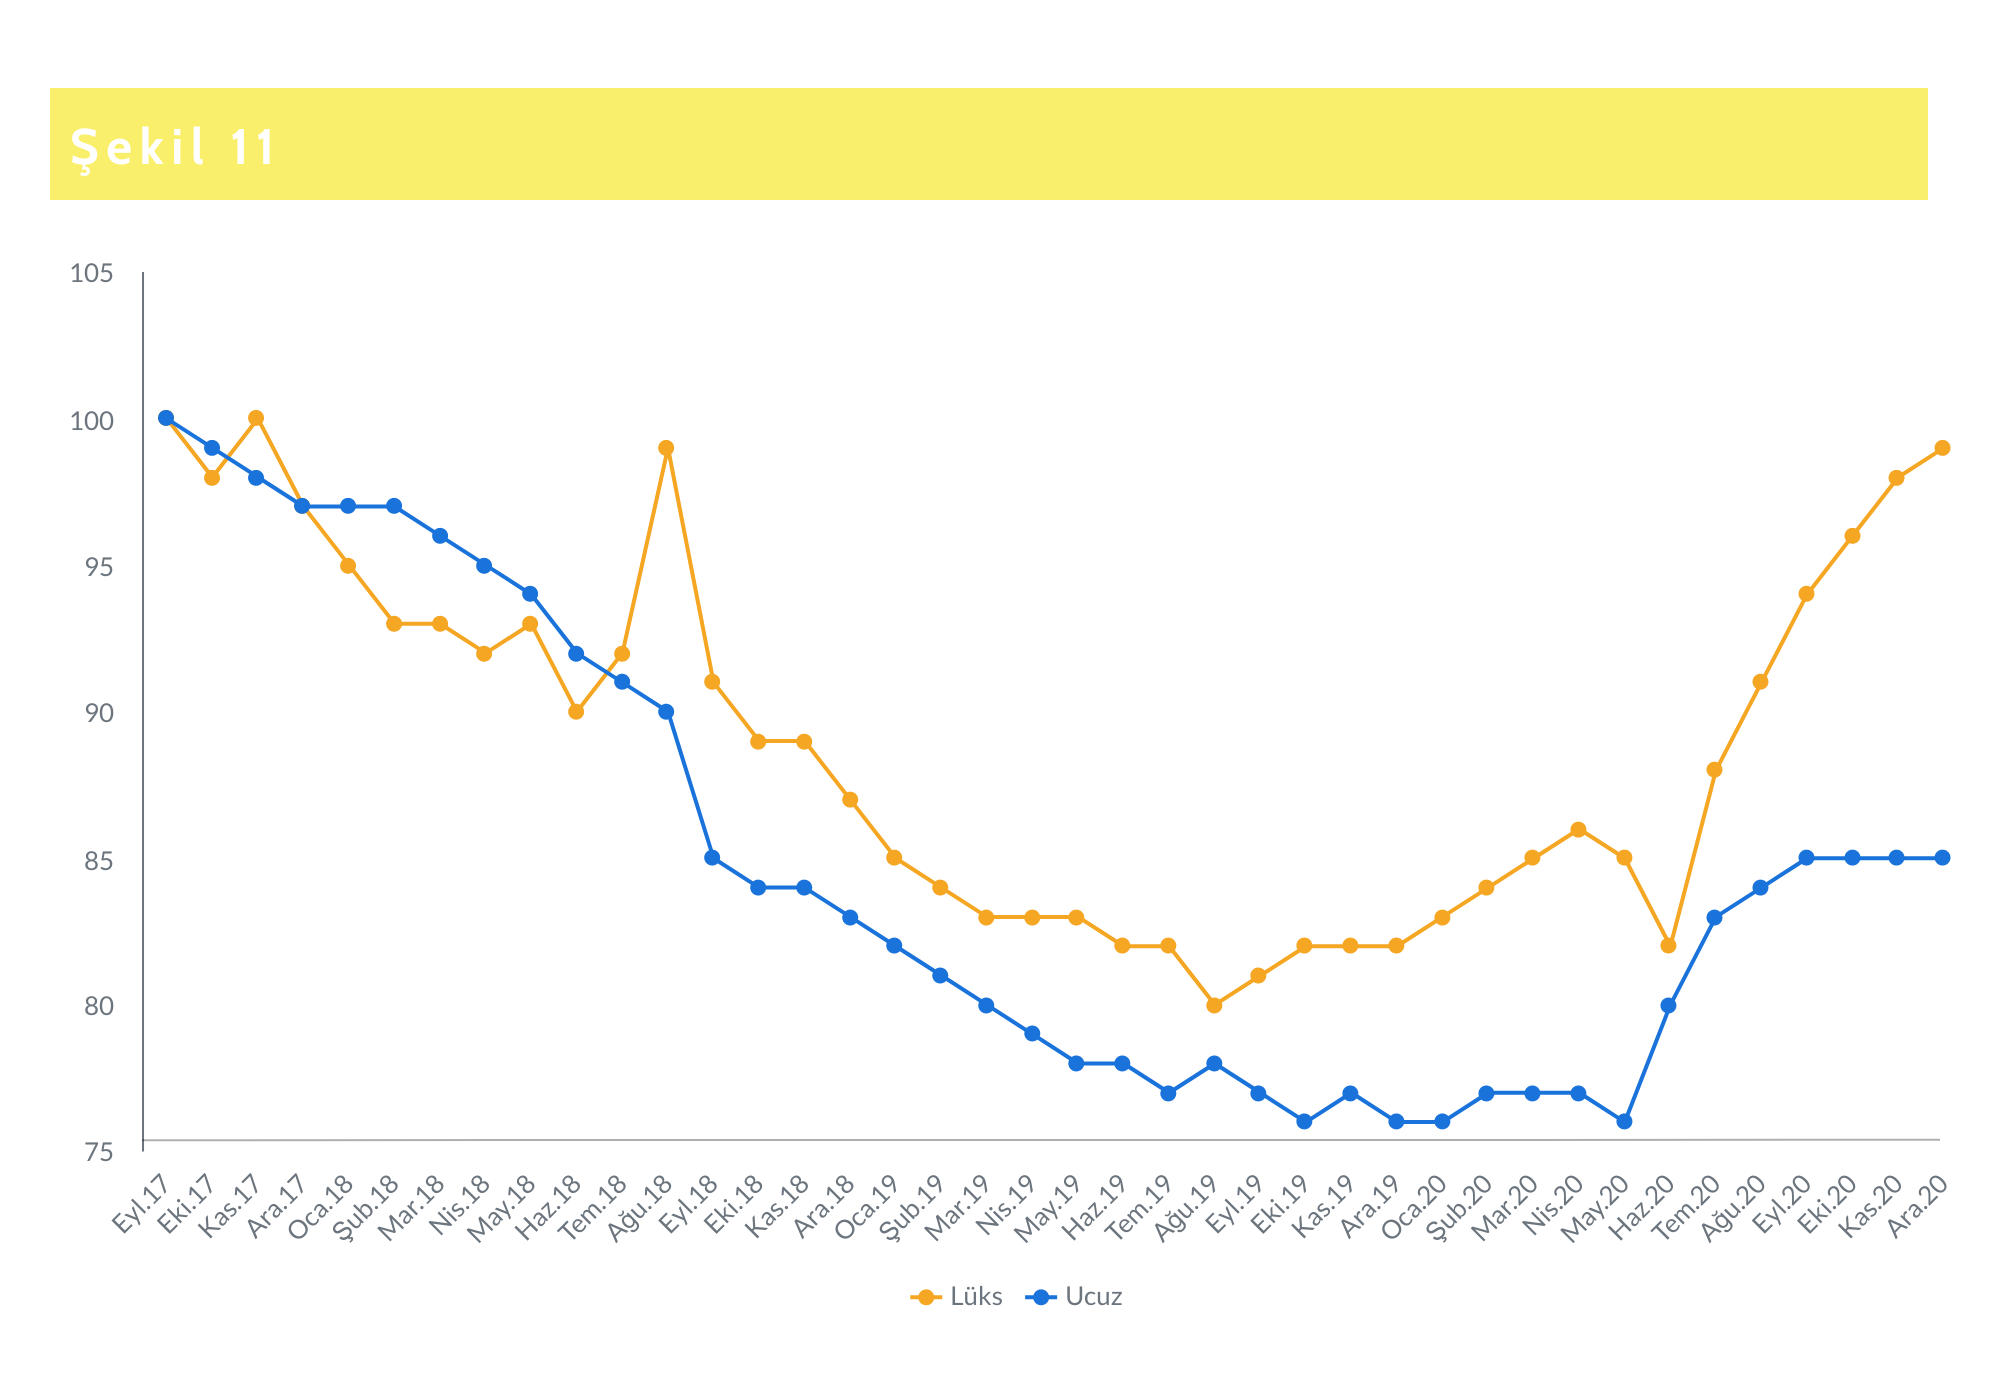 Şekil 11
105
100
95
90
85
80
75
Eyl.17
Eki.17
Kas.17
Ara.17
Oca.18
Şub.18
Mar.18
Nis.18
May.18
Haz.18
Tem.18
Ağu.18
Eyl.18
Eki.18
Kas.18
Ara.18
Oca.19
Şub.19
Mar.19
Nis.19
May.19
Haz.19
Tem.19
Ağu.19
Eyl.19
Eki.19
Kas.19
Ara.19
Oca.20
Şub.20
Mar.20
Nis.20
May.20
Haz.20
Tem.20
Ağu.20
Eyl.20
Eki.20
Kas.20
Ara.20
Lüks Ucuz